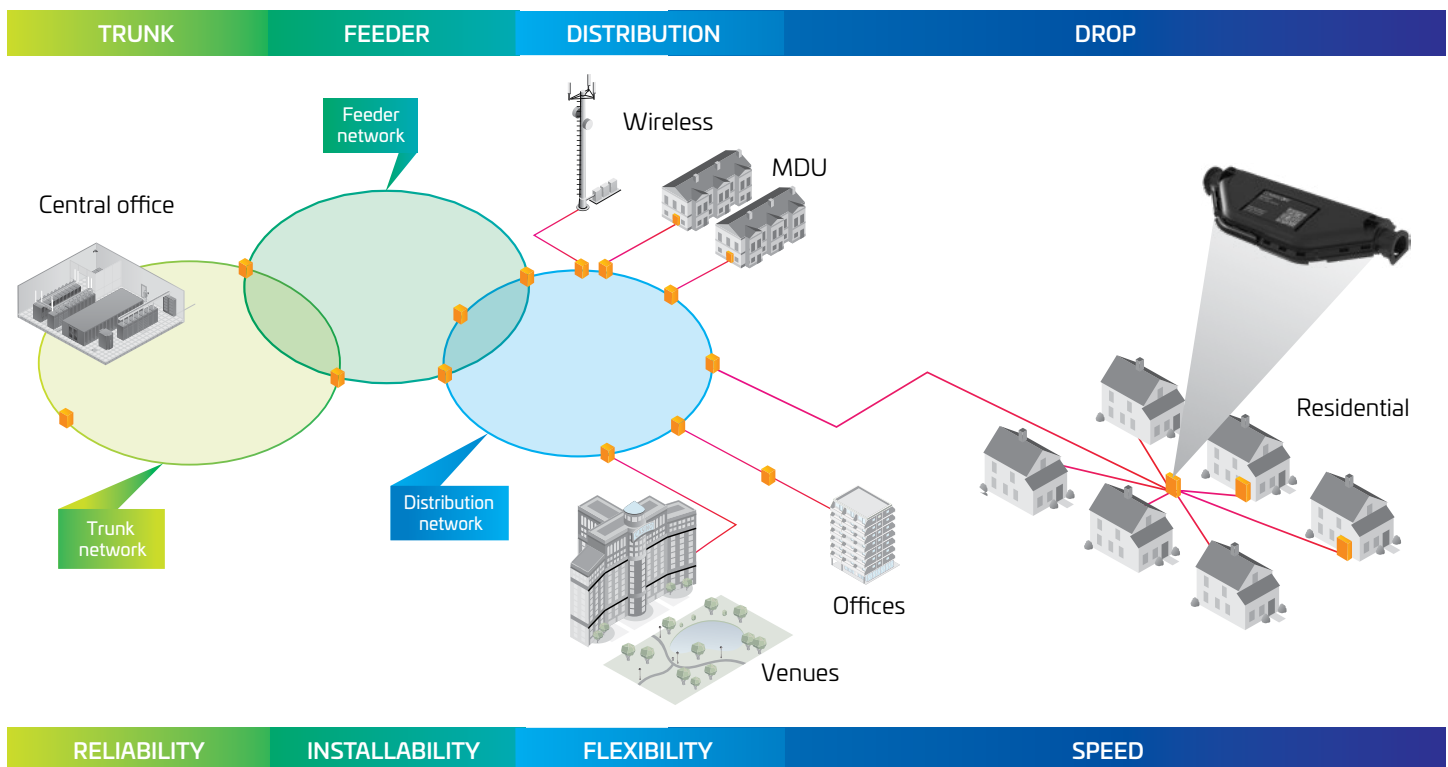 TRUNK
FEEDER
DISTRIBUTION
DROP
Feeder
network
Wireless
MDU
Central office
Residential
Distribution
network
Trunk
network
Offices
Venues
RELIABILITY
INSTALLABILITY
FLEXIBILITY
SPEED